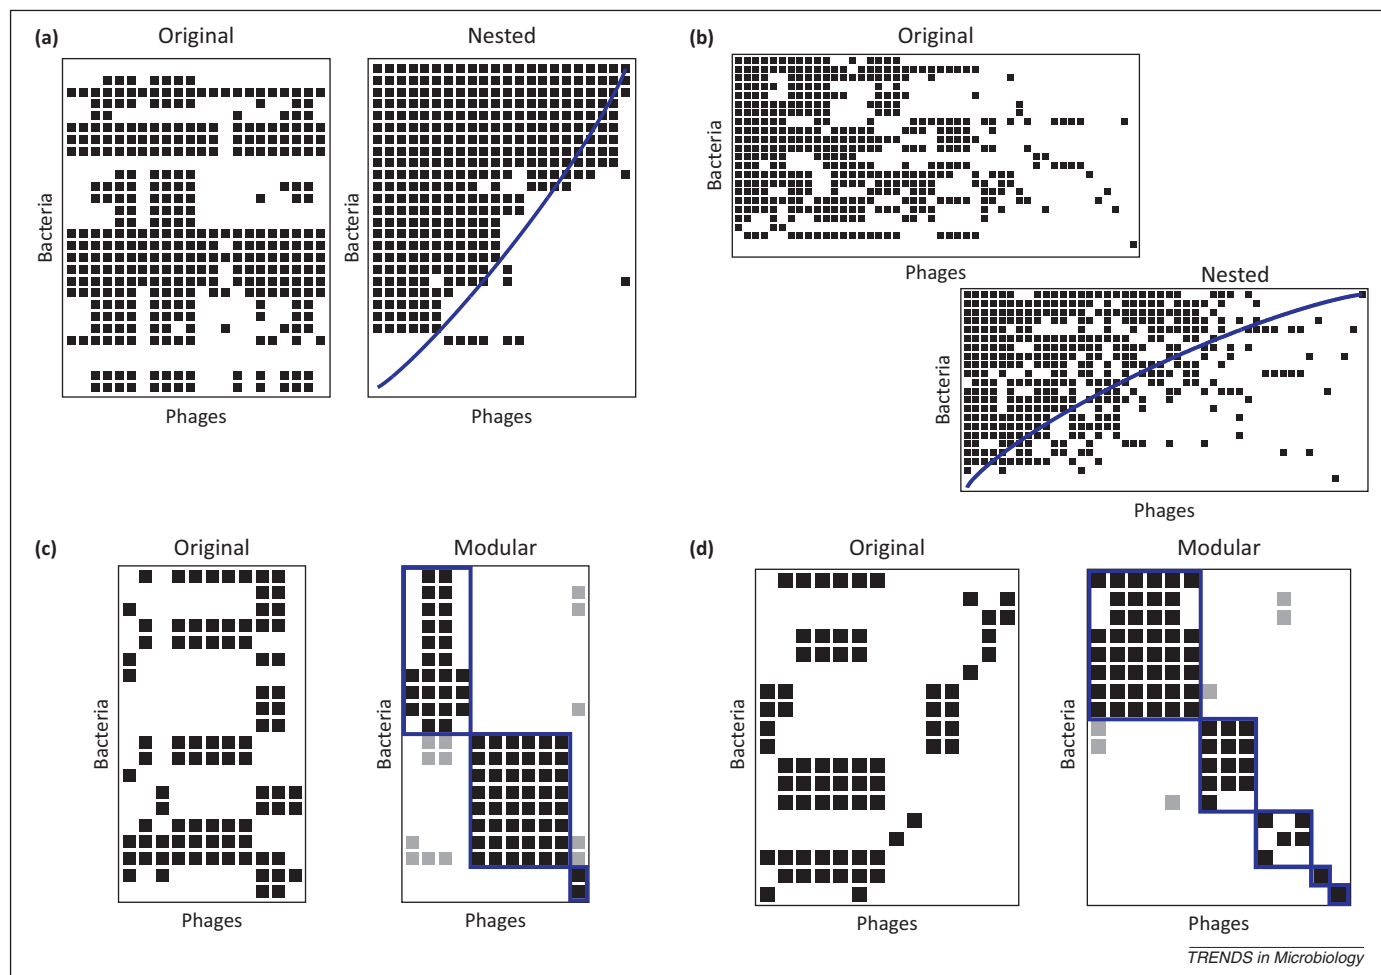 (a)
Original
Nested
Bacteria
Bacteria
Phages
Phages
(b)
Original
Bacteria
Phages
Nested
Bacteria
Phages
(c)
Original
Modular
Bacteria
Bacteria
Phages
Phages
(d)
Original
Modular
Bacteria
Bacteria
Phages
Phages
TRENDS in Microbiology